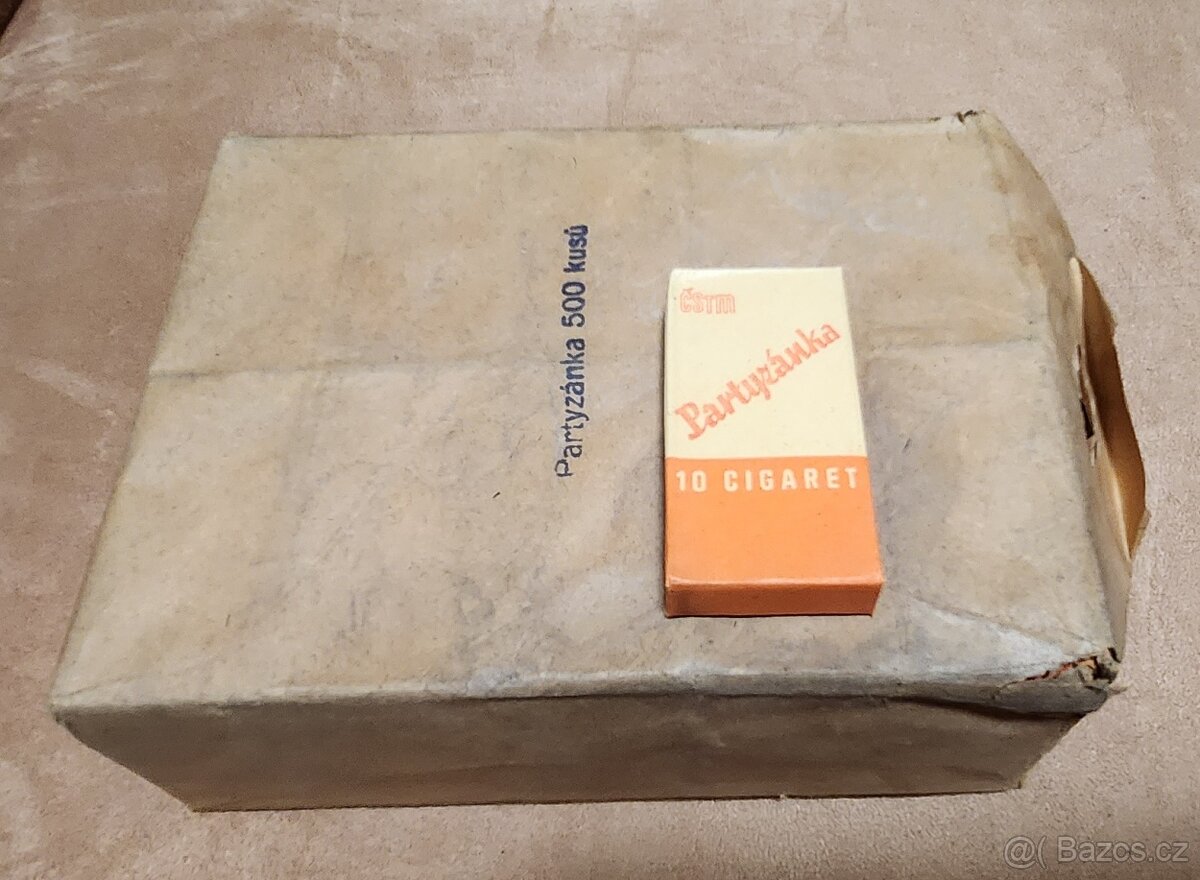 Partyzánka 500 kusů
ČSTM
Partyzánka
10 CIGARET
@( Bazos.cz